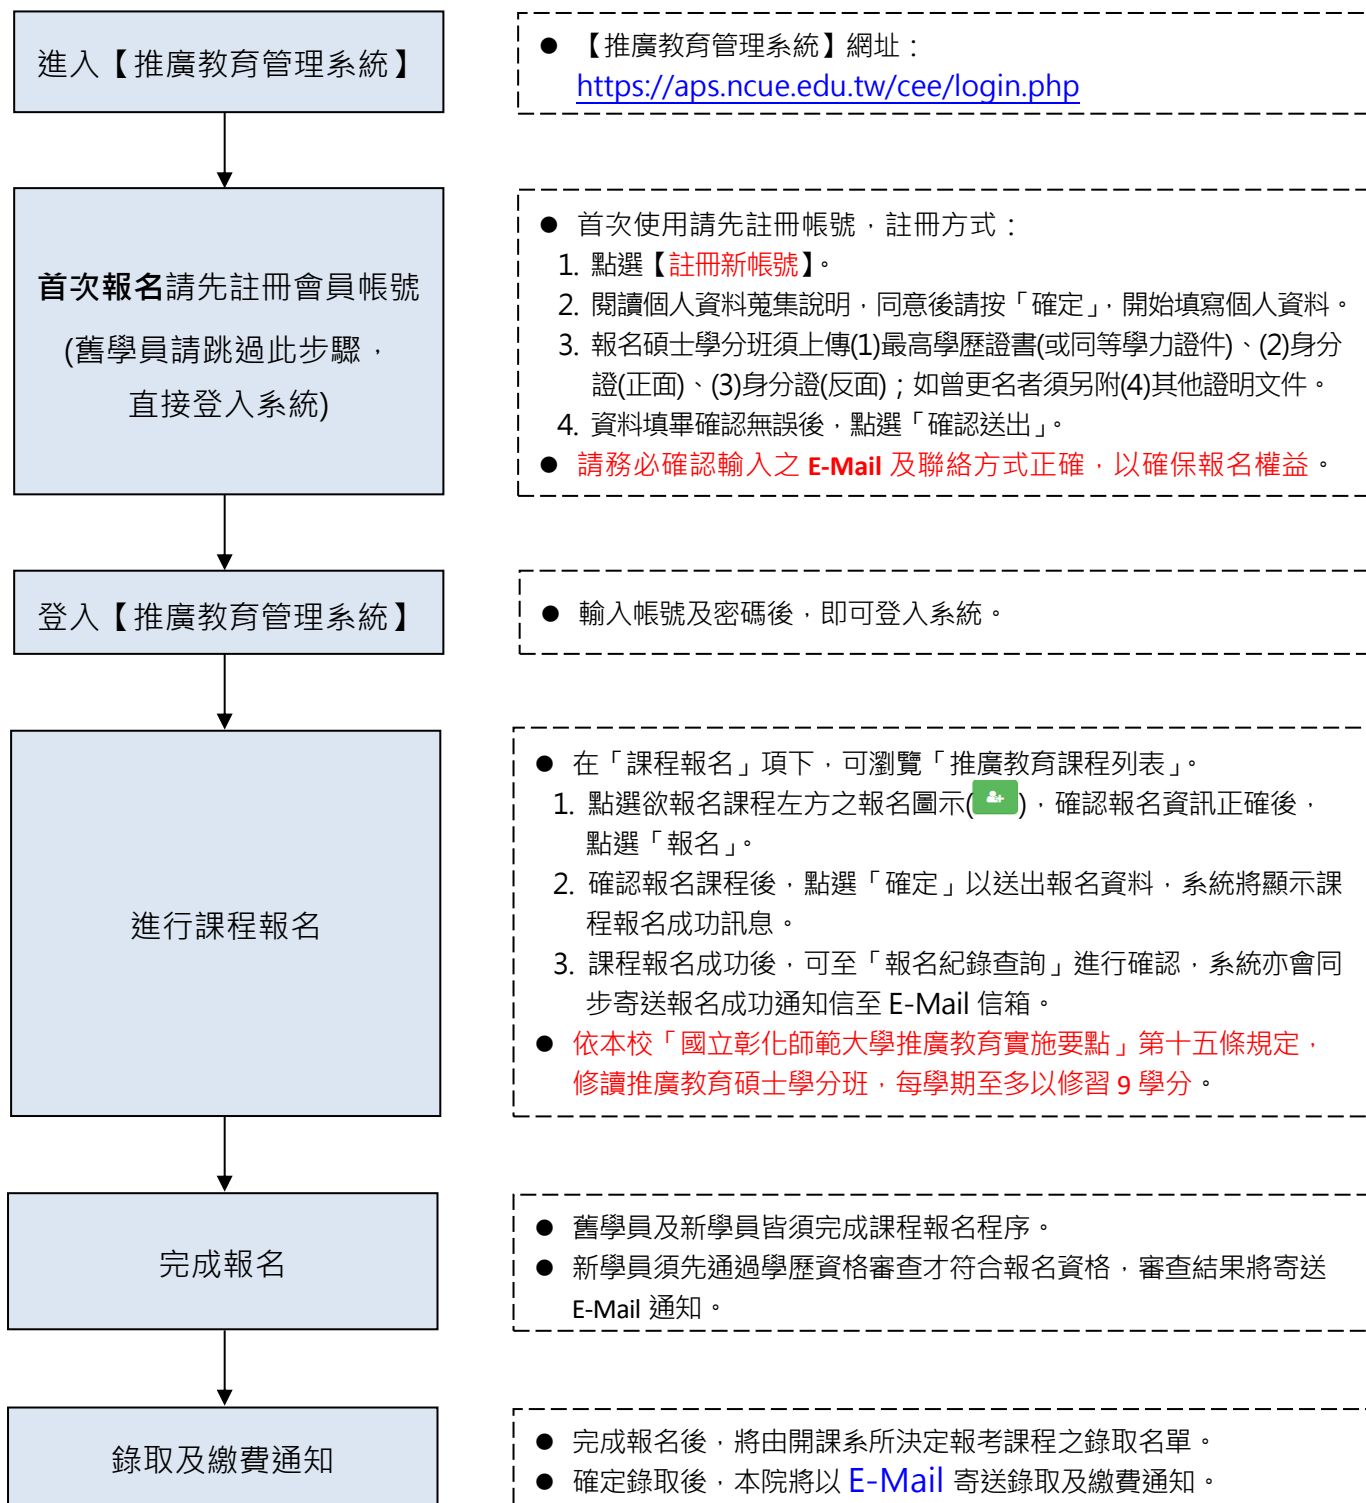 進入【推廣教育管理系統】
● 【推廣教育管理系統】網址：
https://aps.ncue.edu.tw/cee/login.php
首次報名請先註冊會員帳號
(舊學員請跳過此步驟，
直接登入系統)
● 首次使用請先註冊帳號，註冊方式：
1. 點選【註冊新帳號】。
2. 閱讀個人資料蒐集說明，同意後請按「確定」，開始填寫個人資料。
3. 報名碩士學分班須上傳(1)最高學歷證書(或同等學力證件)、(2)身分
證(正面)、(3)身分證(反面)；如曾更名者須另附(4)其他證明文件。
4. 資料填畢確認無誤後，點選「確認送出」。
● 請務必確認輸入之 E-Mail 及聯絡方式正確，以確保報名權益。
登入【推廣教育管理系統】
● 輸入帳號及密碼後，即可登入系統。
進行課程報名
● 在「課程報名」項下，可瀏覽「推廣教育課程列表」。
1. 點選欲報名課程左方之報名圖示( )，確認報名資訊正確後，
點選「報名」。
2. 確認報名課程後，點選「確定」以送出報名資料，系統將顯示課
程報名成功訊息。
3. 課程報名成功後，可至「報名紀錄查詢」進行確認，系統亦會同
步寄送報名成功通知信至 E-Mail 信箱。
● 依本校「國立彰化師範大學推廣教育實施要點」第十五條規定，
修讀推廣教育碩士學分班，每學期至多以修習 9 學分。
完成報名
● 舊學員及新學員皆須完成課程報名程序。
● 新學員須先通過學歷資格審查才符合報名資格，審查結果將寄送
E-Mail 通知。
錄取及繳費通知
● 完成報名後，將由開課系所決定報考課程之錄取名單。
● 確定錄取後，本院將以 E-Mail 寄送錄取及繳費通知。